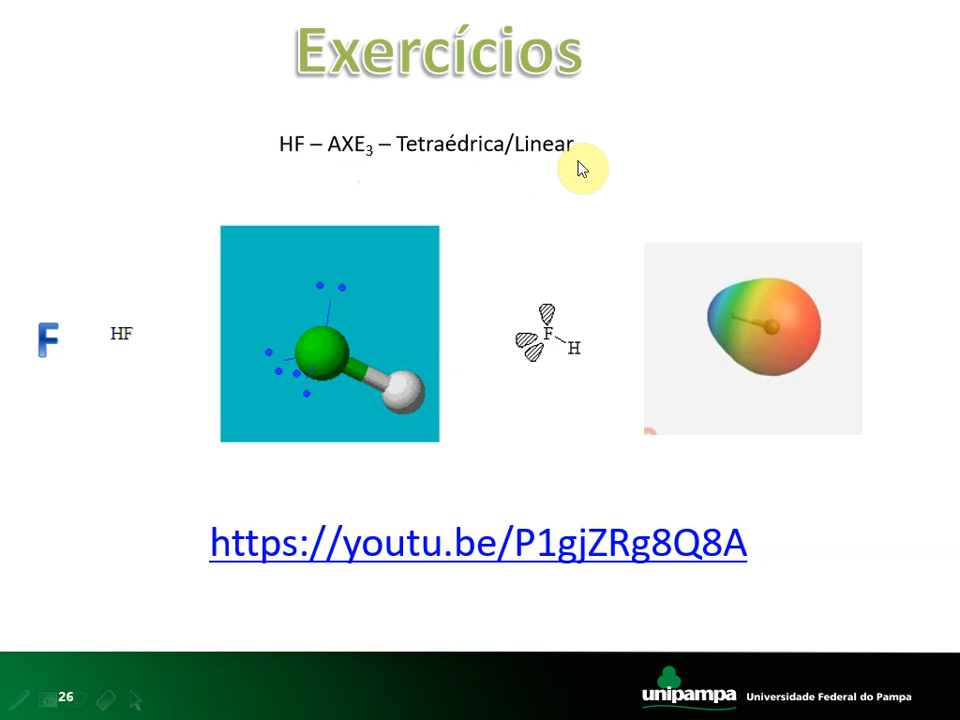 Exercícios
HF – AXE₃ – Tetraédrica/Linear
F
HF
F
H
https://youtu.be/P1gjZRg8Q8A
26
unipampa
Universidade Federal do Pampa